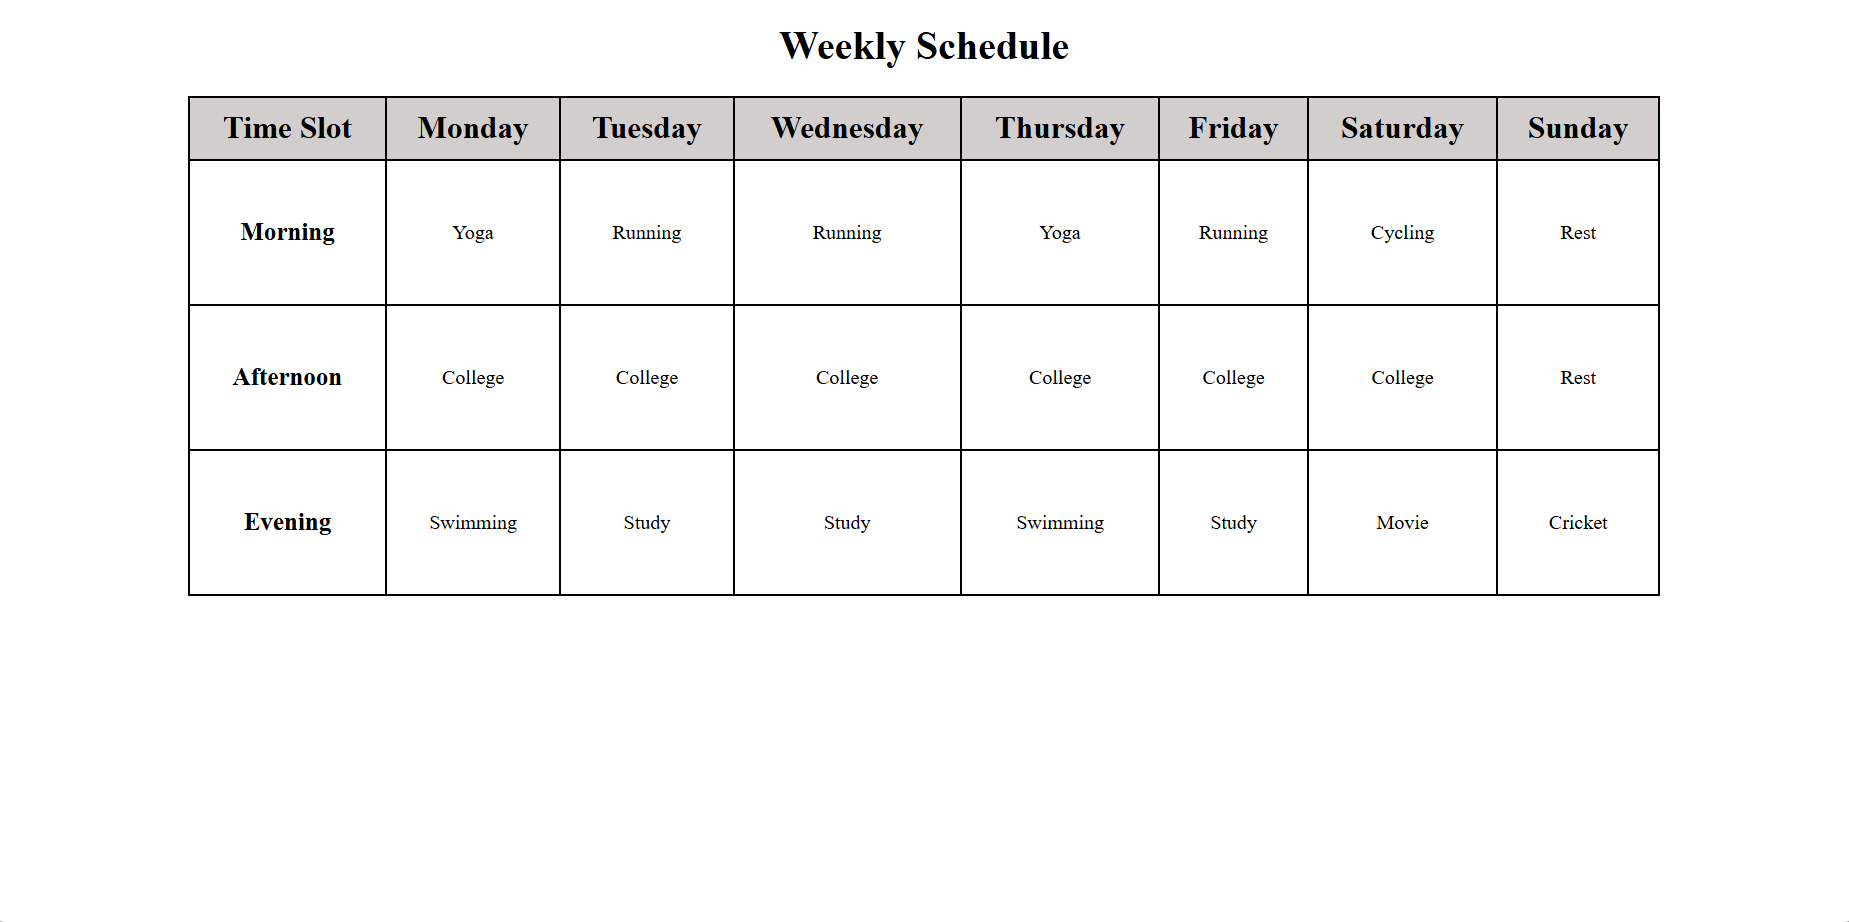 Weekly Schedule
Time Slot Monday Tuesday Wednesday Thursday Friday Saturday Sunday
Morning Yoga Running Running Yoga Running Cycling Rest
Afternoon College College College College College College Rest
Evening Swimming Study Study Swimming Study Movie Cricket